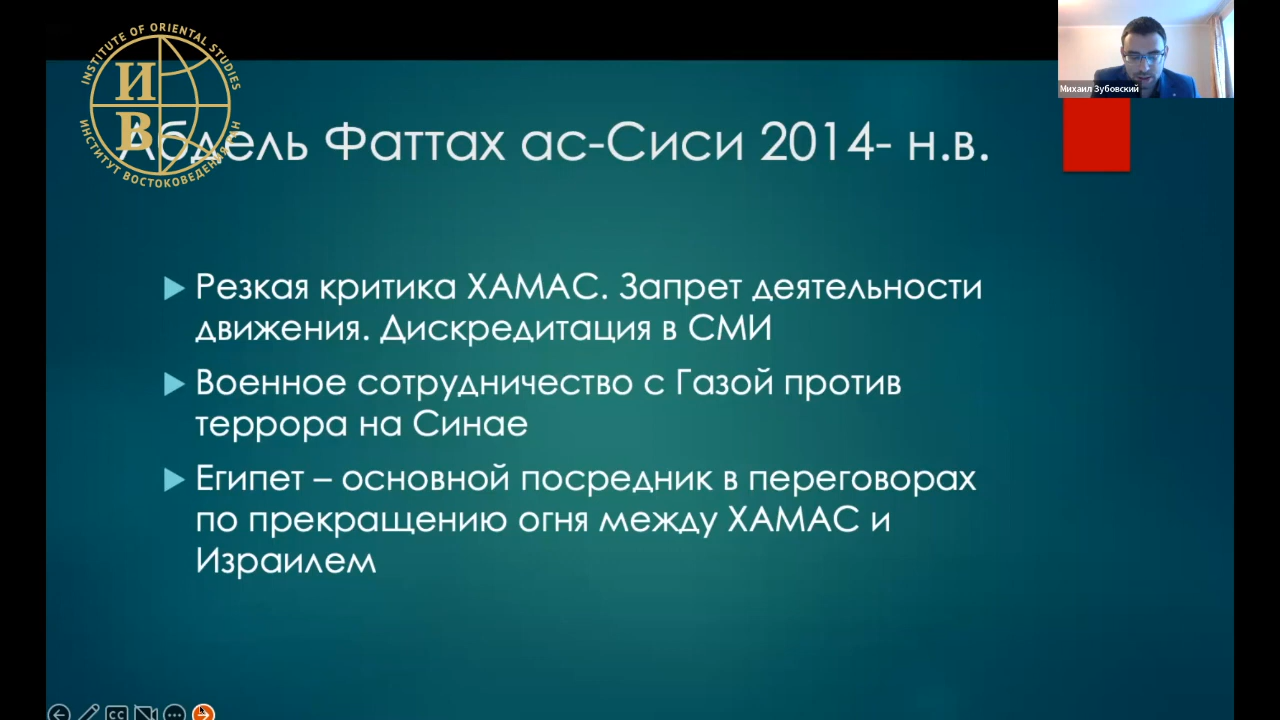 INSTITUTE OF ORIENTAL STUDIES
И
В
ИНСТИТУТ ВОСТОКОВЕДЕНИЯ РАН
Михаил Зубовский
Абдель Фаттах ас-Сиси 2014- н.в.
Резкая критика ХАМАС. Запрет деятельности
движения. Дискредитация в СМИ
Военное сотрудничество с Газой против
террора на Синае
Египет – основной посредник в переговорах
по прекращению огня между ХАМАС и
Израилем
CC